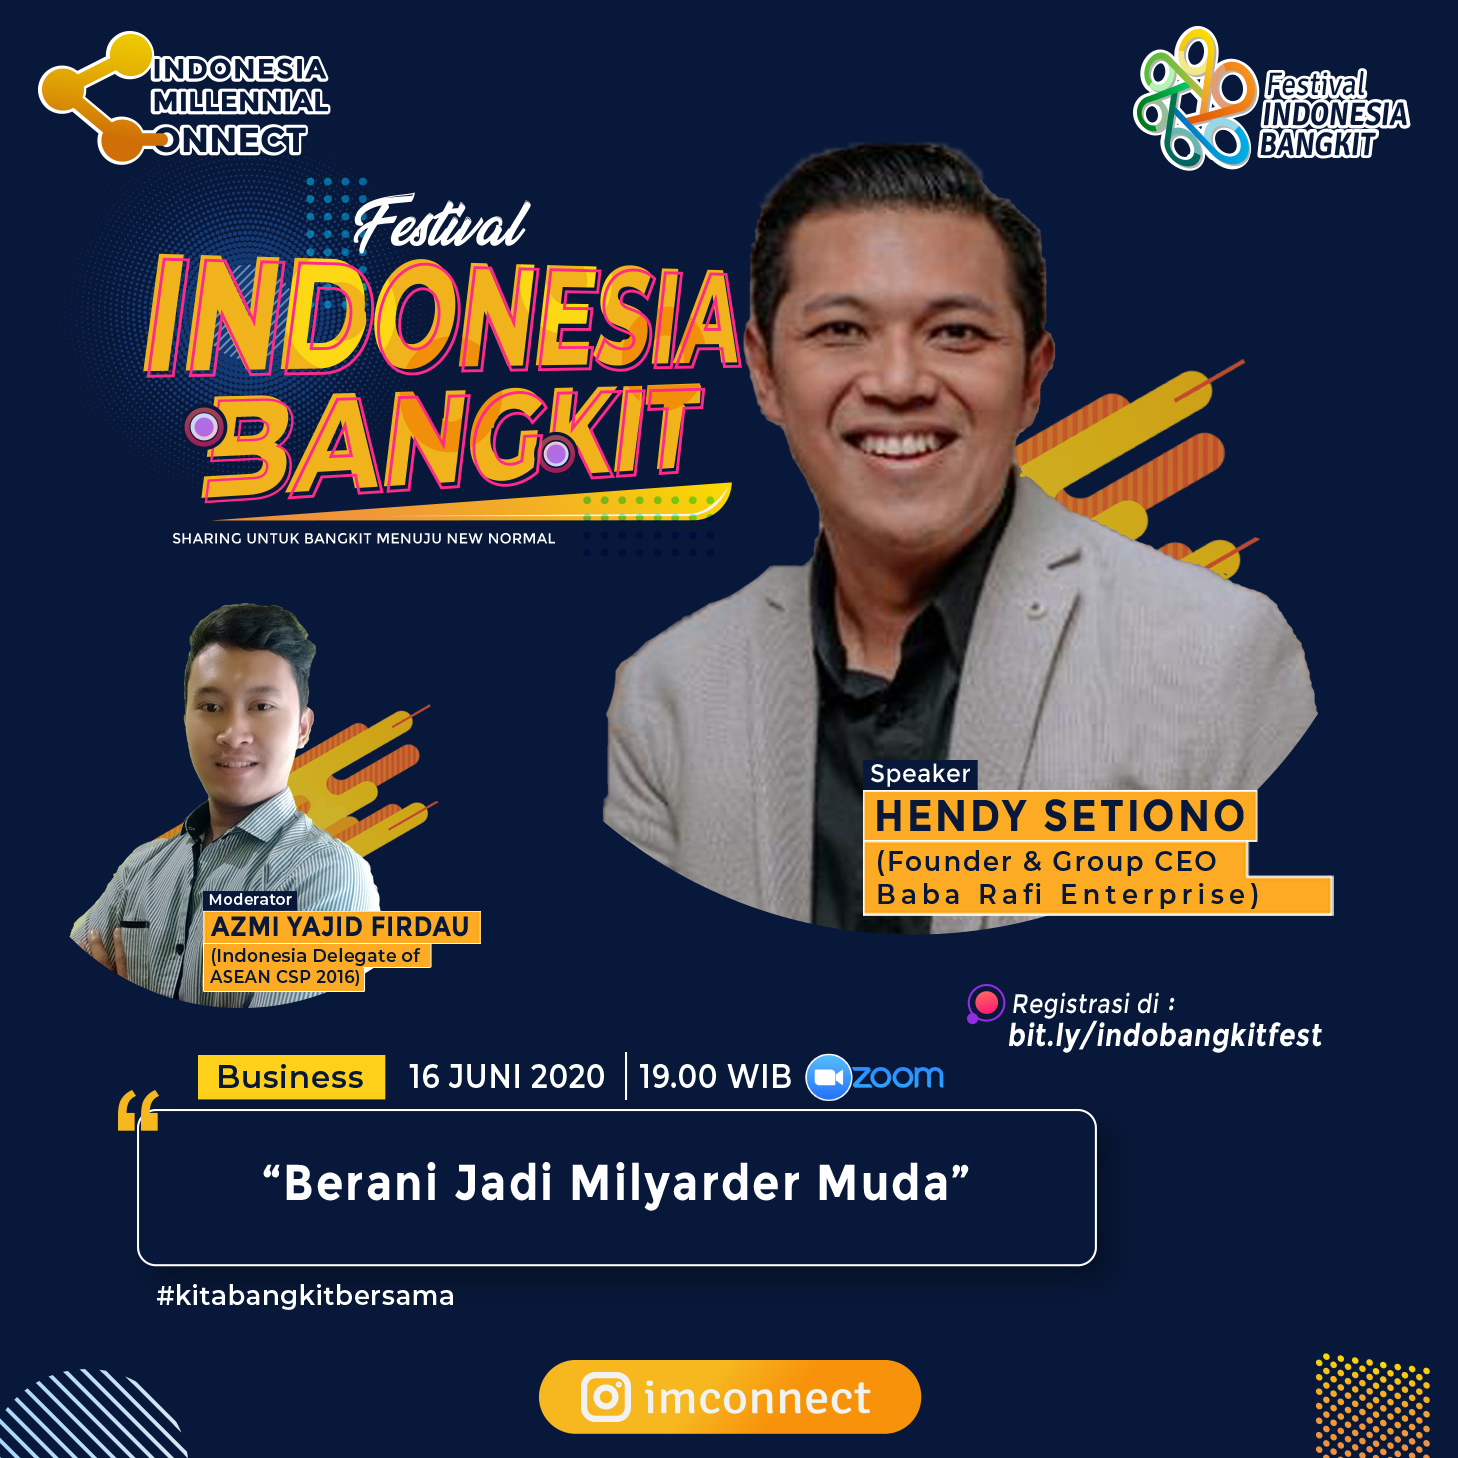 INDONESIA
MILLENNIAL
CONNECT
Festival
INDONESIA
BANGKIT
Festival
INDONESIA
BANGKIT
SHARING UNTUK BANGKIT MENUJU NEW NORMAL
Speaker
HENDY SETIONO
(Founder & Group CEO
Baba Rafi Enterprise)
Moderator
AZMI YAJID FIRDAU
(Indonesia Delegate of
ASEAN CSP 2016)
Registrasi di :
bit.ly/indobangkitfest
Business 16 JUNI 2020 | 19.00 WIB zoom
“Berani Jadi Milyarder Muda”
#kitabangkitbersama
imconnect